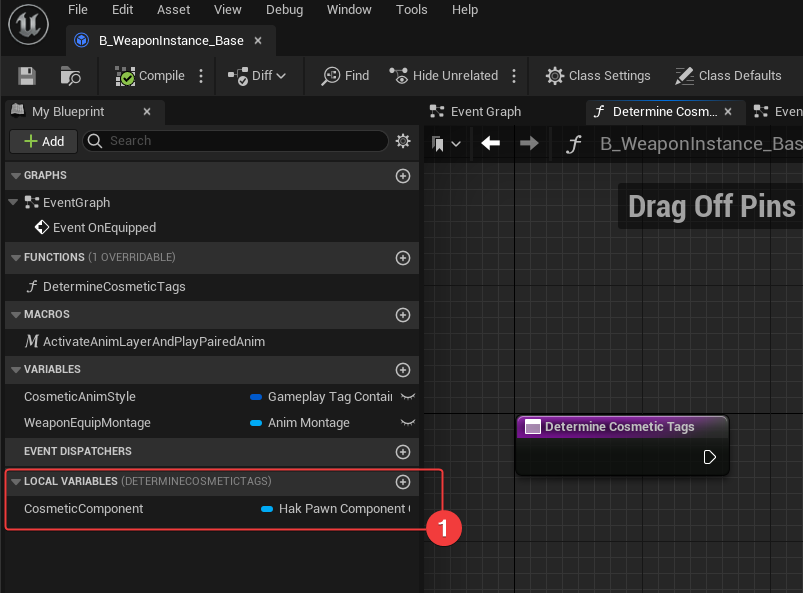 File Edit Asset View Debug Window Tools Help
B_WeaponInstance_Base
Compile Diff Find Hide Unrelated Class Settings Class Defaults
My Blueprint
Event Graph Determine Cosm... Even
Add Search
B_WeaponInstance_Bas
GRAPHS
EventGraph
Event OnEquipped
FUNCTIONS (1 OVERRIDABLE)
DetermineCosmeticTags
MACROS
ActivateAnimLayerAndPlayPairedAnim
VARIABLES
CosmeticAnimStyle Gameplay Tag Contai
WeaponEquipMontage Anim Montage
EVENT DISPATCHERS
LOCAL VARIABLES (DETERMINECOSMETICTAGS)
CosmeticComponent Hak Pawn Component
1
Drag Off Pins
Determine Cosmetic Tags